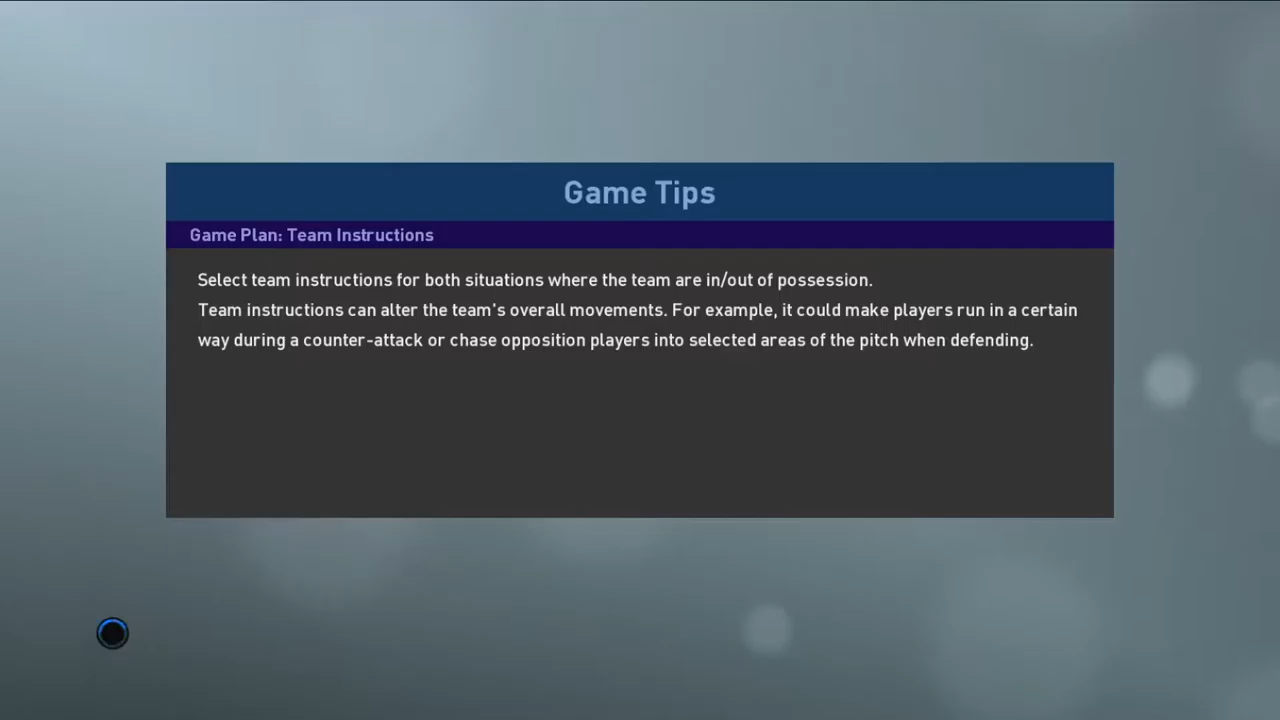 Game Tips
Game Plan: Team Instructions
Select team instructions for both situations where the team are in/out of possession.
Team instructions can alter the team's overall movements. For example, it could make players run in a certain
way during a counter-attack or chase opposition players into selected areas of the pitch when defending.